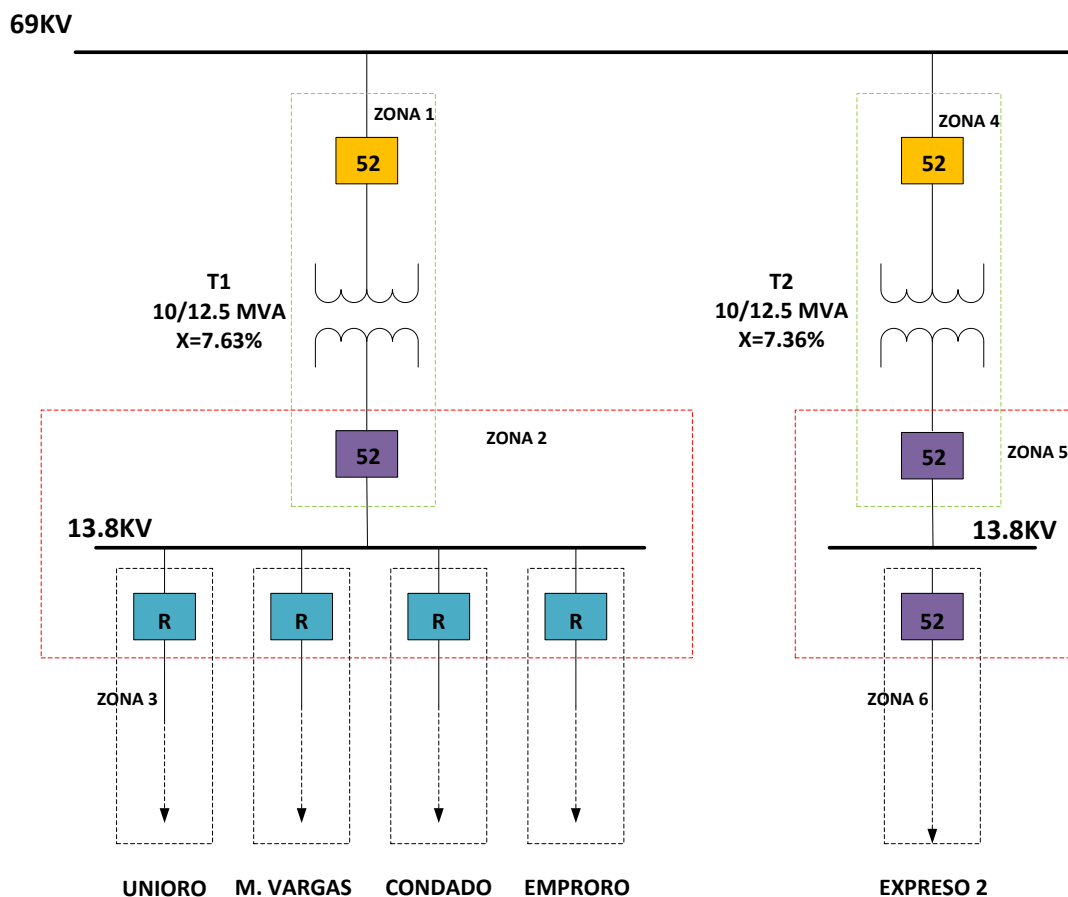 69KV
ZONA 1
ZONA 4
52
52
T1
10/12.5 MVA
X=7.63%
T2
10/12.5 MVA
X=7.36%
ZONA 2
52
52
ZONA 5
13.8KV
13.8KV
R
R
R
R
52
ZONA 3
ZONA 6
UNIORO
M. VARGAS
CONDADO
EMPRORO
EXPRESO 2